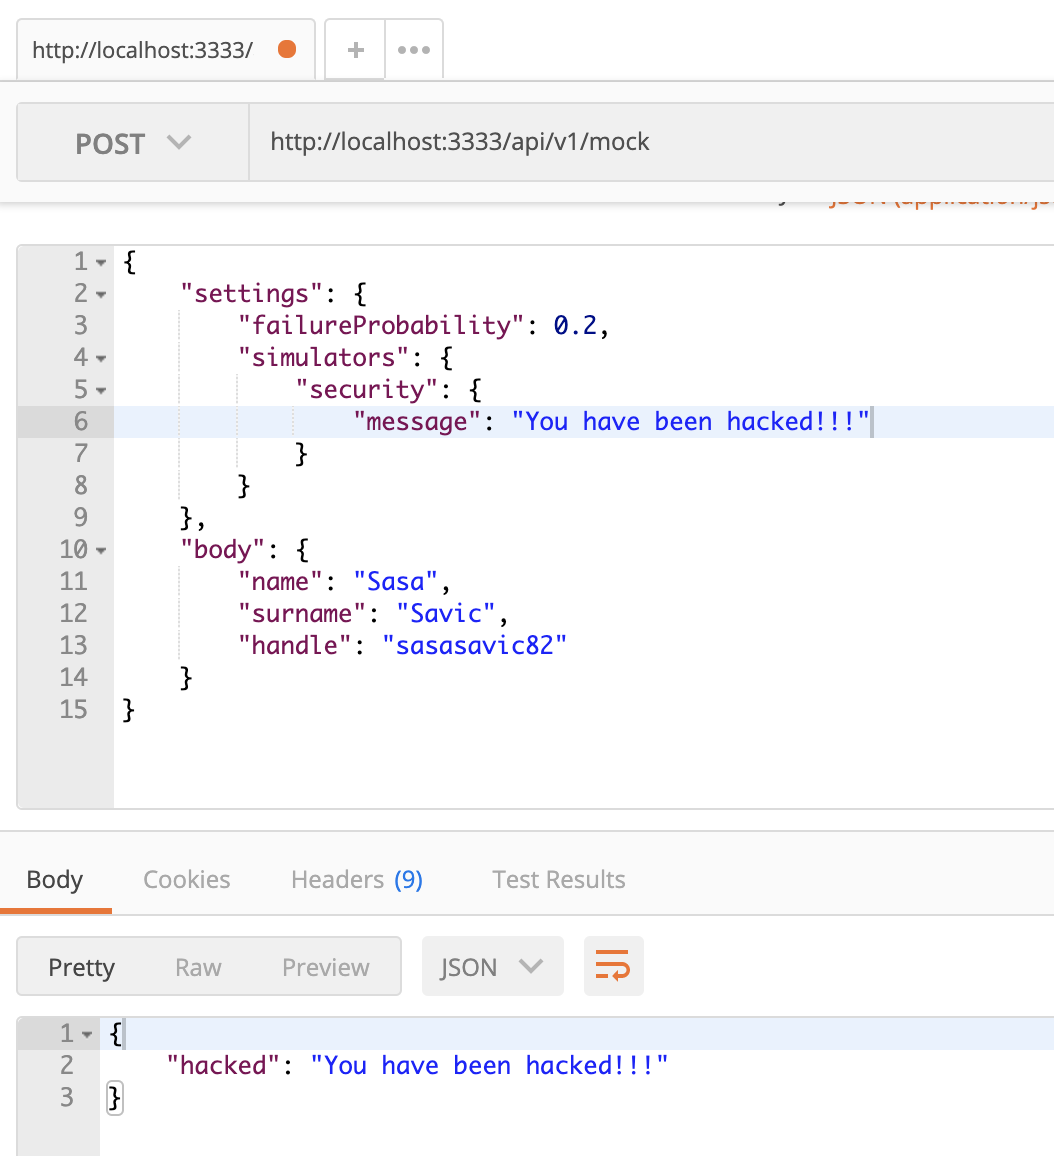 http://localhost:3333/
POST http://localhost:3333/api/v1/mock
JSON (application/js
1 {
2 "settings": {
3 "failureProbability": 0.2,
4 "simulators": {
5 "security": {
6 "message": "You have been hacked!!!"
7 }
8 }
9 },
10 "body": {
11 "name": "Sasa",
12 "surname": "Savic",
13 "handle": "sasasavic82"
14 }
15 }
Body Cookies Headers (9) Test Results
Pretty Raw Preview JSON
1 {
2 "hacked": "You have been hacked!!!"
3 }